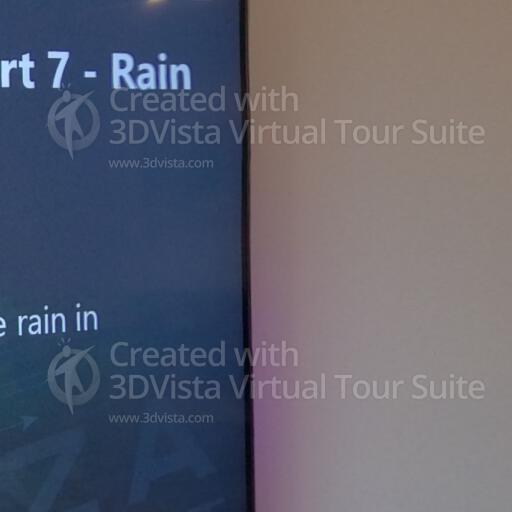 rt 7 - Rain
Created with
3DVista Virtual Tour Suite
www.3dvista.com
e rain in
Created with
3DVista Virtual Tour Suite
www.3dvista.com
ZA